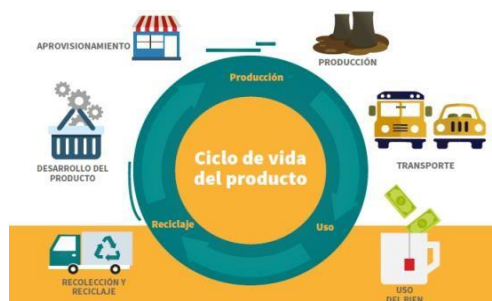 APROVISIONAMIENTO
PRODUCCIÓN
Producción
DESARROLLO DEL
PRODUCTO
Ciclo de vida
del producto
TRANSPORTE
Reciclaje
Uso
RECOLECCIÓN Y
RECICLAJE
USO
DEL BIEN